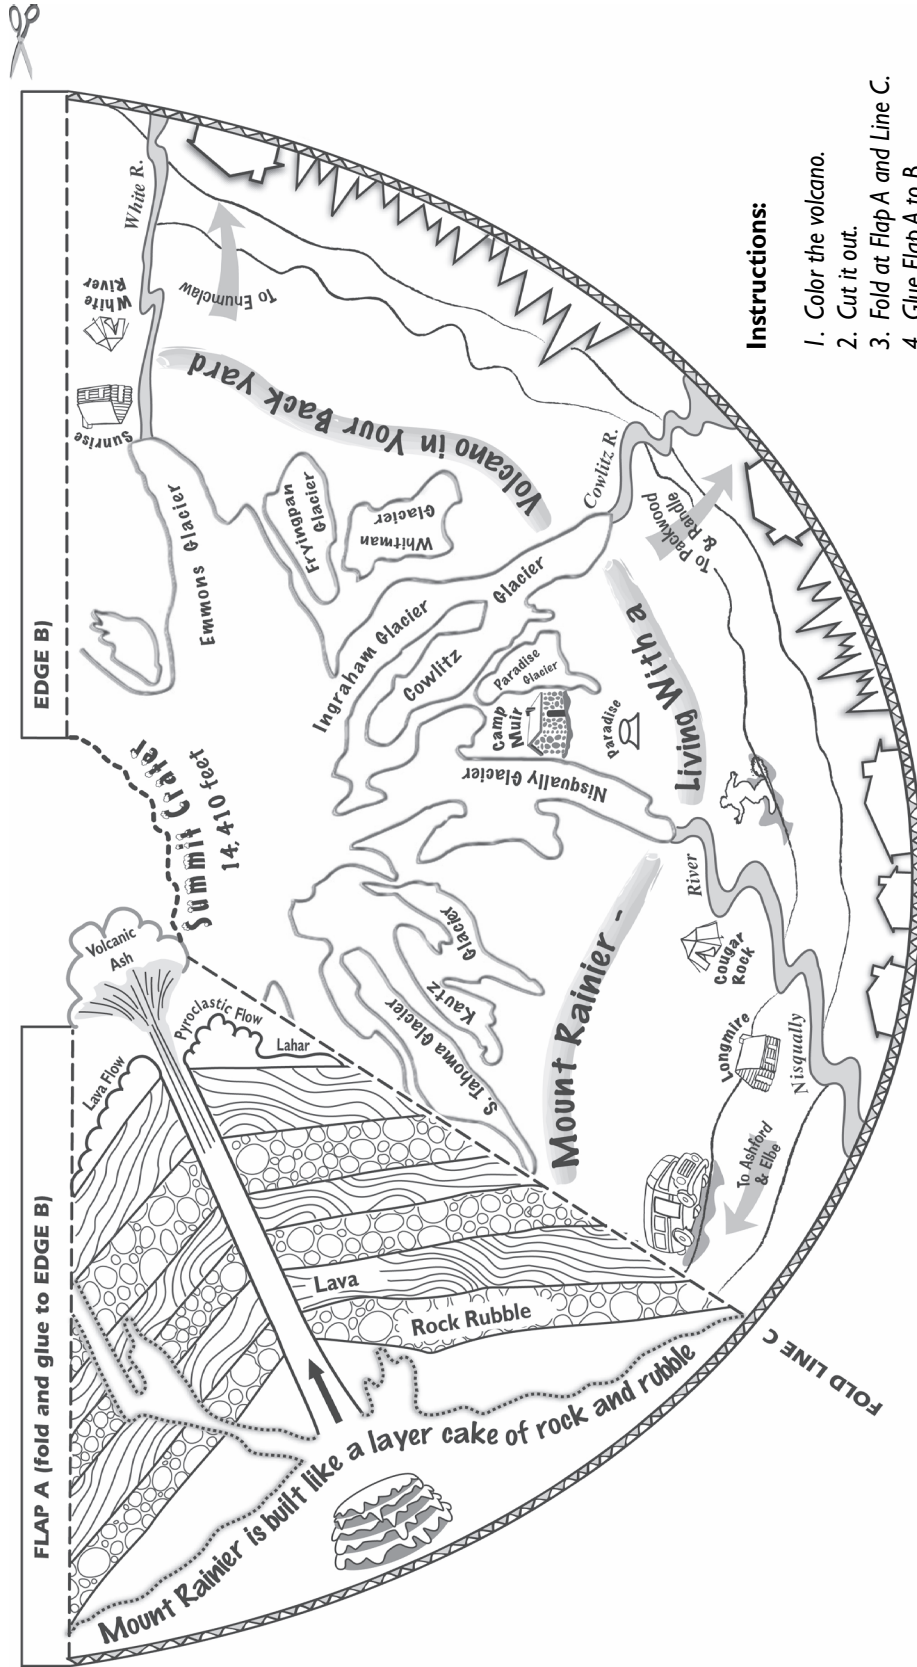 FLAP A (fold and glue to EDGE B)
EDGE B)
Volcanic
Ash
Summit Crater
14,410 feet
Lava Flow
Pyroclastic Flow
Lahar
Lava
Rock Rubble
Mount Rainier is built like a layer cake of rock and rubble
FOLD LINE C
Emmons Glacier
Sunrise
White
River
White R.
To Enumclaw
Fryingpan
Glacier
Whitman
Glacier
Ingraham Glacier
Cowlitz Glacier
Paradise
Glacier
Camp
Muir
Paradise
Nisqually Glacier
Kautz Glacier
S. Tahoma Glacier
Cowlitz R.
To Packwood
& Randle
Mount Rainier -
Living With a
Volcano in Your Back yard
Nisqually River
Cougar
Rock
Longmire
To Ashford
& Elbe
Instructions:
1. Color the volcano.
2. Cut it out.
3. Fold at Flap A and Line C.
4. Glue Flap A to B